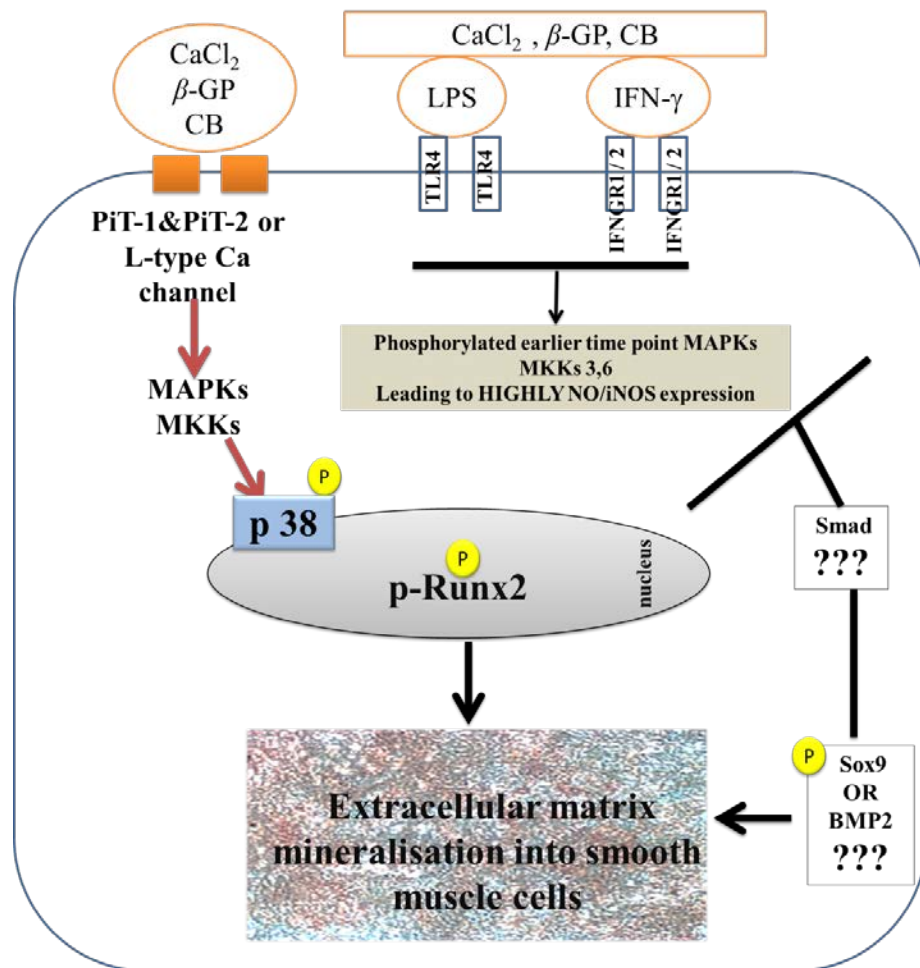 CaCl₂
β-GP
CB
CaCl₂ , β-GP, CB
LPS
IFN-γ
TLR4
TLR4
IFNGR1/ 2
IFNGR1/ 2
PiT-1&PiT-2 or
L-type Ca
channel
MAPKs
MKKs
Phosphorylated earlier time point MAPKs
MKKs 3,6
Leading to HIGHLY NO/iNOS expression
P
p 38
P
p-Runx2
nucleus
Smad
???
P
Sox9
OR
BMP2
???
Extracellular matrix
mineralisation into smooth
muscle cells